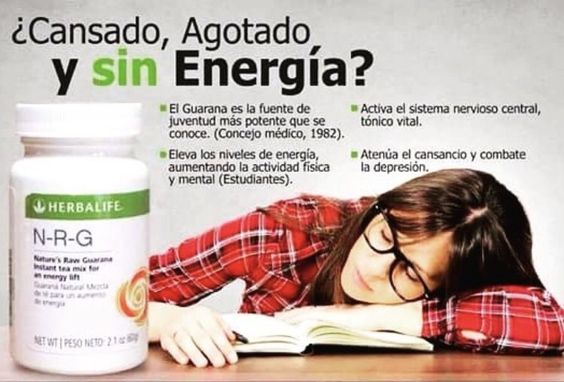 ¿Cansado, Agotado
y sin Energía?
El Guarana es la fuente de
juventud más potente que se
conoce. (Concejo médico, 1982).
Eleva los niveles de energía,
aumentando la actividad física
y mental (Estudiantes).
Activa el sistema nervioso central,
tónico vital.
Atenúa el cansancio y combate
la depresión.
HERBALIFE
N-R-G
Nature's Raw Guarana
Instant tea mix for
an energy lift
Guaraná Natural Mezcla
de té para un aumento
de energía
NET WT | PESO NETO: 2.1 oz (60g)